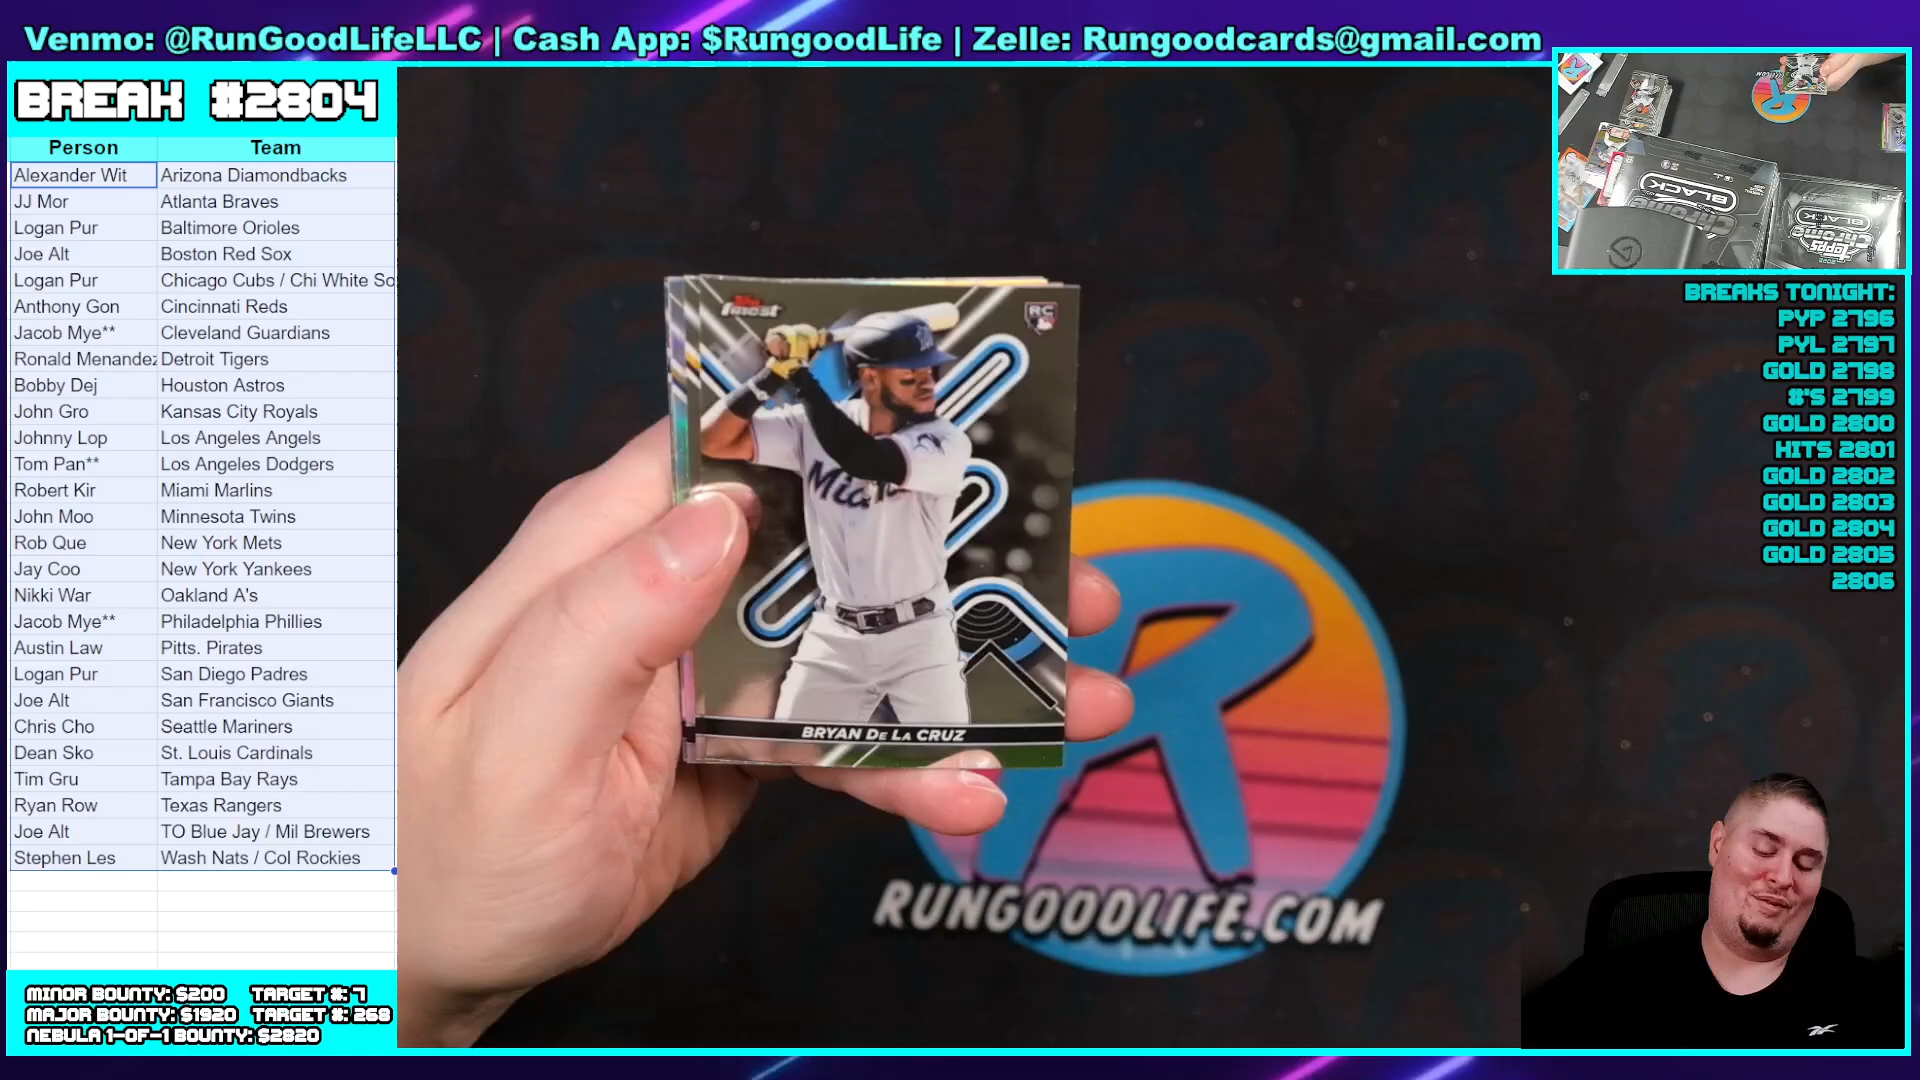 Venmo: @RunGoodLifeLLC | Cash App: $RungoodLife | Zelle: Rungoodcards@gmail.com
BREAK #2804
Person Team
Alexander Wit Arizona Diamondbacks
JJ Mor Atlanta Braves
Logan Pur Baltimore Orioles
Joe Alt Boston Red Sox
Logan Pur Chicago Cubs / Chi White So
Anthony Gon Cincinnati Reds
Jacob Mye** Cleveland Guardians
Ronald Menandez Detroit Tigers
Bobby Dej Houston Astros
John Gro Kansas City Royals
Johnny Lop Los Angeles Angels
Tom Pan** Los Angeles Dodgers
Robert Kir Miami Marlins
John Moo Minnesota Twins
Rob Que New York Mets
Jay Coo New York Yankees
Nikki War Oakland A's
Jacob Mye** Philadelphia Phillies
Austin Law Pitts. Pirates
Logan Pur San Diego Padres
Joe Alt San Francisco Giants
Chris Cho Seattle Mariners
Dean Sko St. Louis Cardinals
Tim Gru Tampa Bay Rays
Ryan Row Texas Rangers
Joe Alt TO Blue Jay / Mil Brewers
Stephen Les Wash Nats / Col Rockies
MINOR BOUNTY: $200 TARGET #: 7
MAJOR BOUNTY: $1920 TARGET #: 268
NEBULA 1-OF-1 BOUNTY: $2820
Topps
finest
RC
Miami
BRYAN DE LA CRUZ
R
RUNGOODLIFE.COM
BLACK
Chrome
BLACK
Topps
Chrome
BREAKS TONIGHT:
PYP 2796
PYL 2797
GOLD 2798
#'S 2799
GOLD 2800
HITS 2801
GOLD 2802
GOLD 2803
GOLD 2804
GOLD 2805
2806